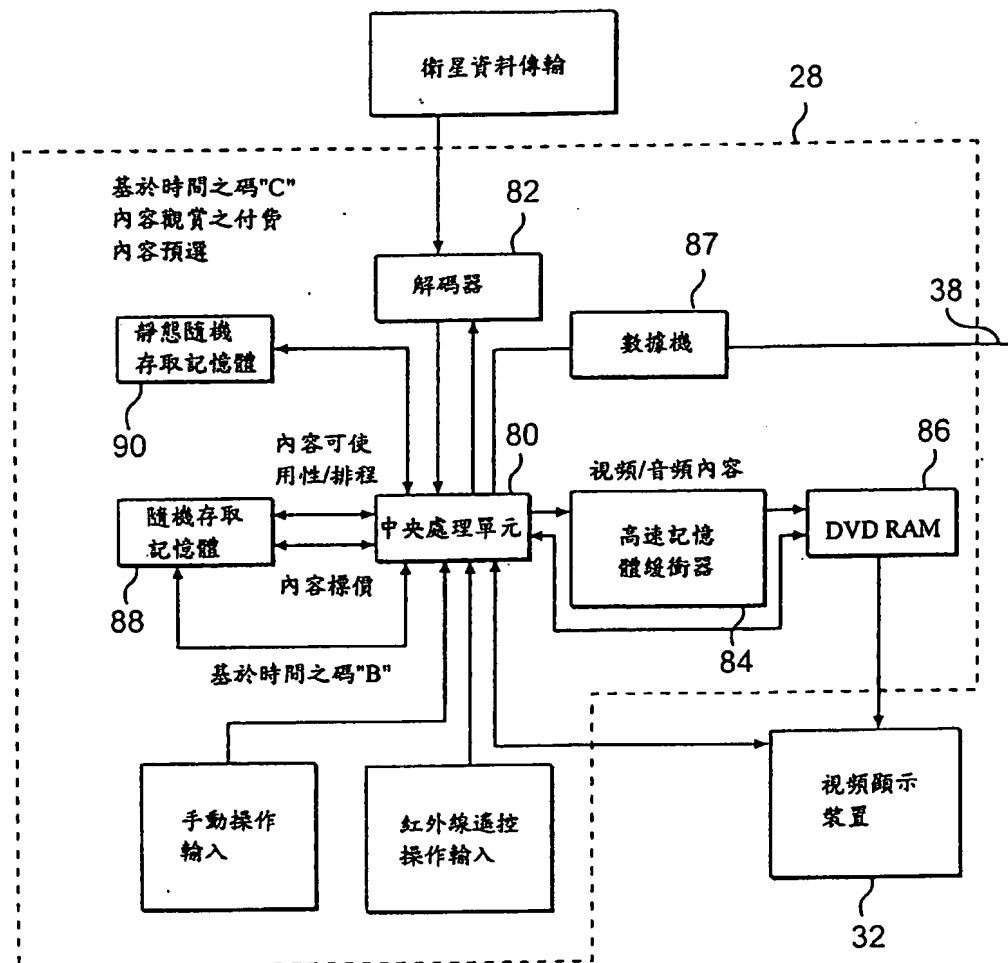 衛星資料傳輸
28
基於時間之碼"C"
內容觀賞之付費
內容預選
82
解碼器
87
數據機
38
靜態隨機
存取記憶體
90
內容可使
用性/排程
80
視頻/音頻內容
86
隨機存取
記憶體
中央處理單元
高速記憶
體緩衝器
DVD RAM
88
內容標價
84
基於時間之碼"B"
手動操作
輸入
紅外線遙控
操作輸入
視頻顯示
裝置
32